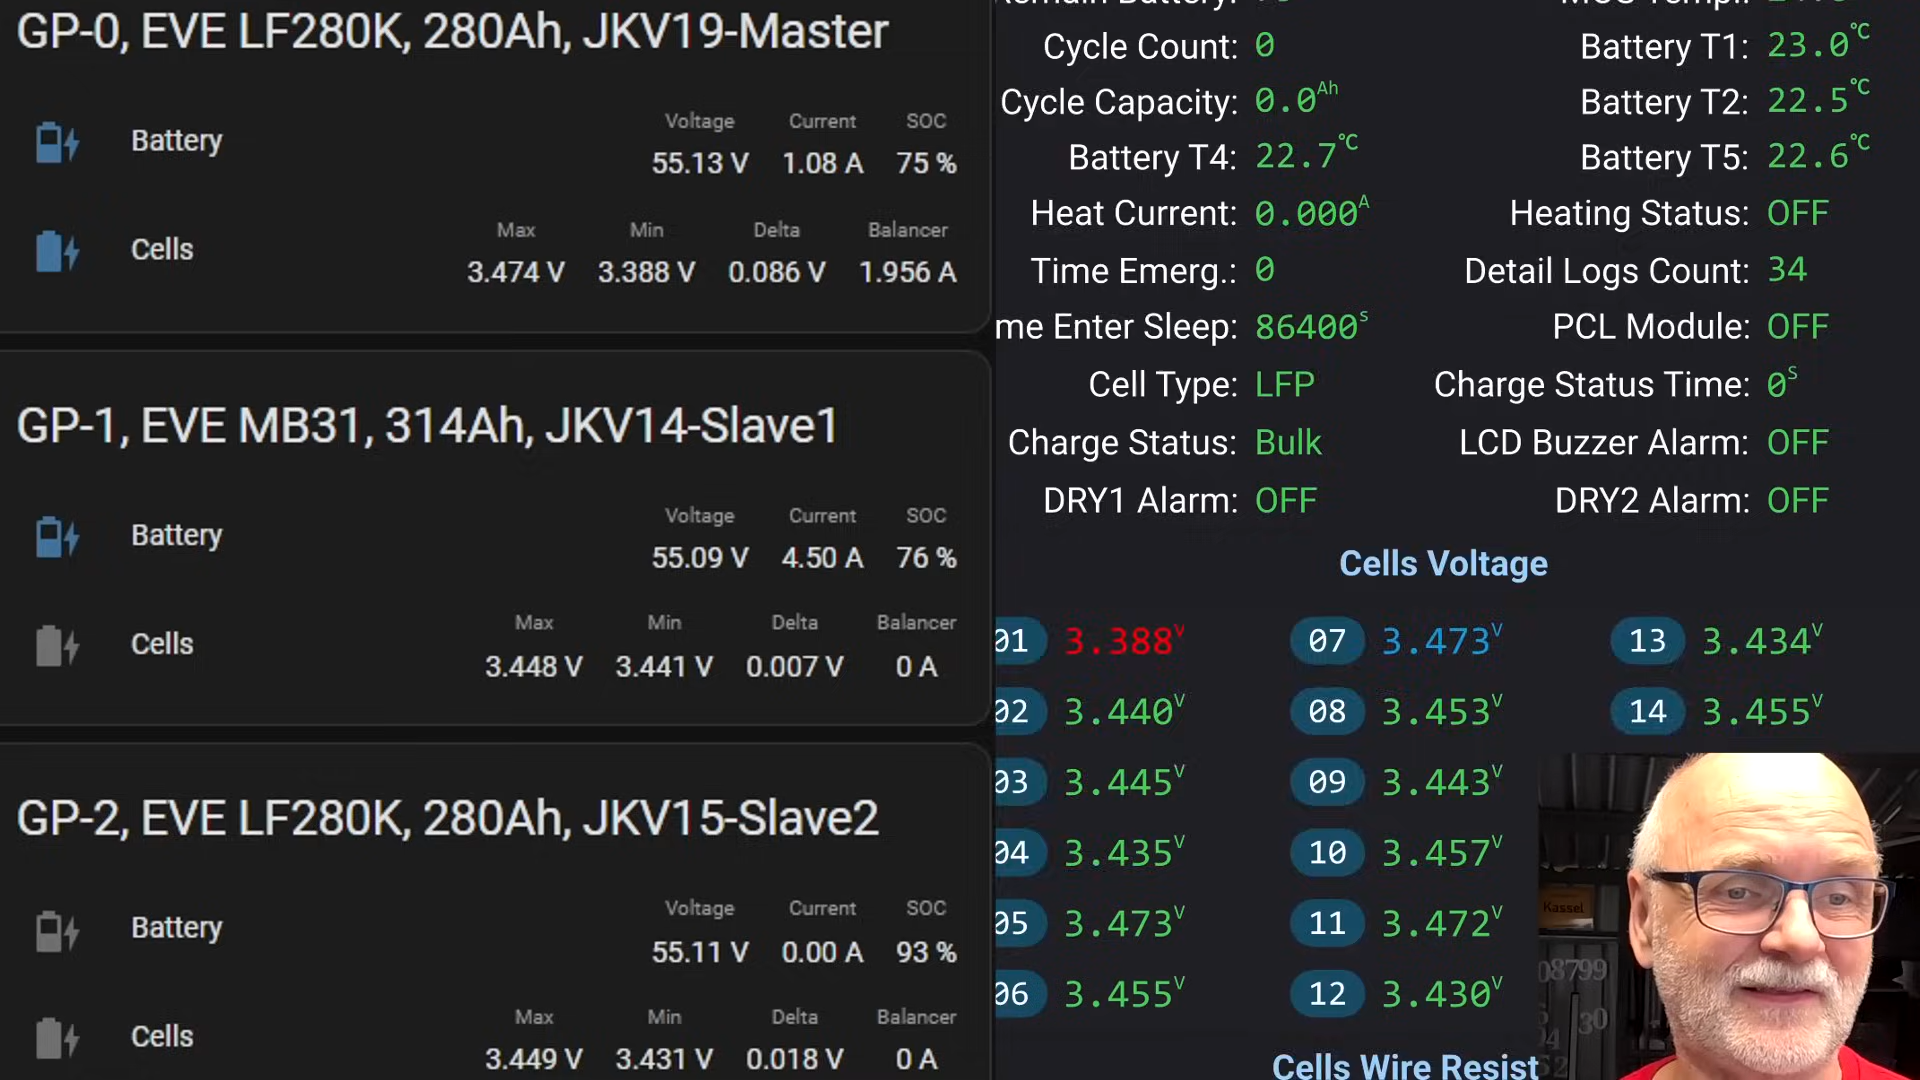 GP-0, EVE LF280K, 280Ah, JKV19-Master
Voltage Current SOC
Battery 55.13 V 1.08 A 75 %
Max Min Delta Balancer
Cells 3.474 V 3.388 V 0.086 V 1.956 A
GP-1, EVE MB31, 314Ah, JKV14-Slave1
Voltage Current SOC
Battery 55.09 V 4.50 A 76 %
Max Min Delta Balancer
Cells 3.448 V 3.441 V 0.007 V 0 A
GP-2, EVE LF280K, 280Ah, JKV15-Slave2
Voltage Current SOC
Battery 55.11 V 0.00 A 93 %
Max Min Delta Balancer
Cells 3.449 V 3.431 V 0.018 V 0 A
Cycle Count: 0 Battery T1: 23.0°C
Cycle Capacity: 0.0Ah Battery T2: 22.5°C
Battery T4: 22.7°C Battery T5: 22.6°C
Heat Current: 0.000A Heating Status: OFF
Time Emerg.: 0 Detail Logs Count: 34
me Enter Sleep: 86400s PCL Module: OFF
Cell Type: LFP Charge Status Time: 0S
Charge Status: Bulk LCD Buzzer Alarm: OFF
DRY1 Alarm: OFF DRY2 Alarm: OFF
Cells Voltage
01 3.388V 07 3.473V 13 3.434V
02 3.440V 08 3.453V 14 3.455V
03 3.445V 09 3.443V
04 3.435V 10 3.457V
05 3.473V 11 3.472V
06 3.455V 12 3.430V
Cells Wire Resist
Kassel
08799
30